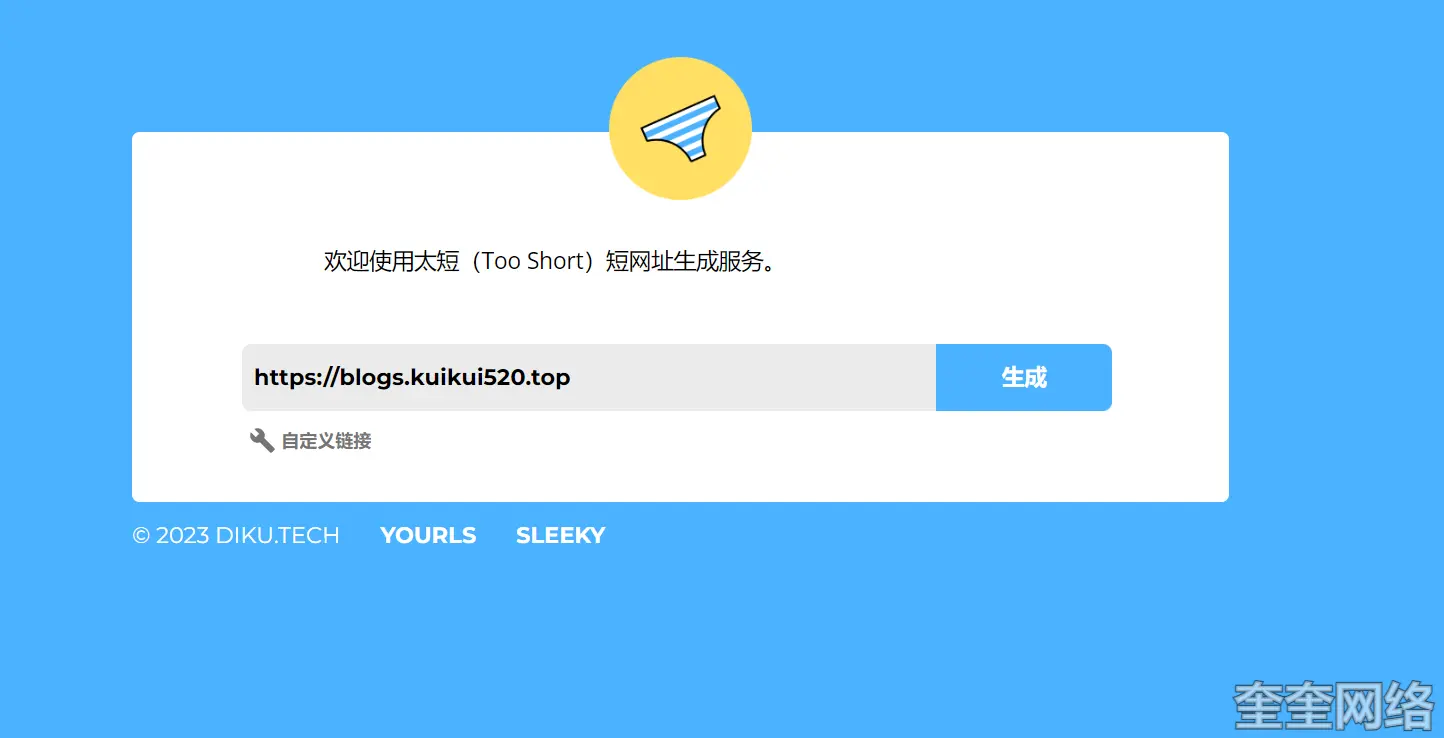 欢迎使用太短（Too Short）短网址生成服务。
https://blogs.kuikui520.top
生成
自定义链接
© 2023 DIKU.TECH YOURLS SLEEKY
奎奎网络